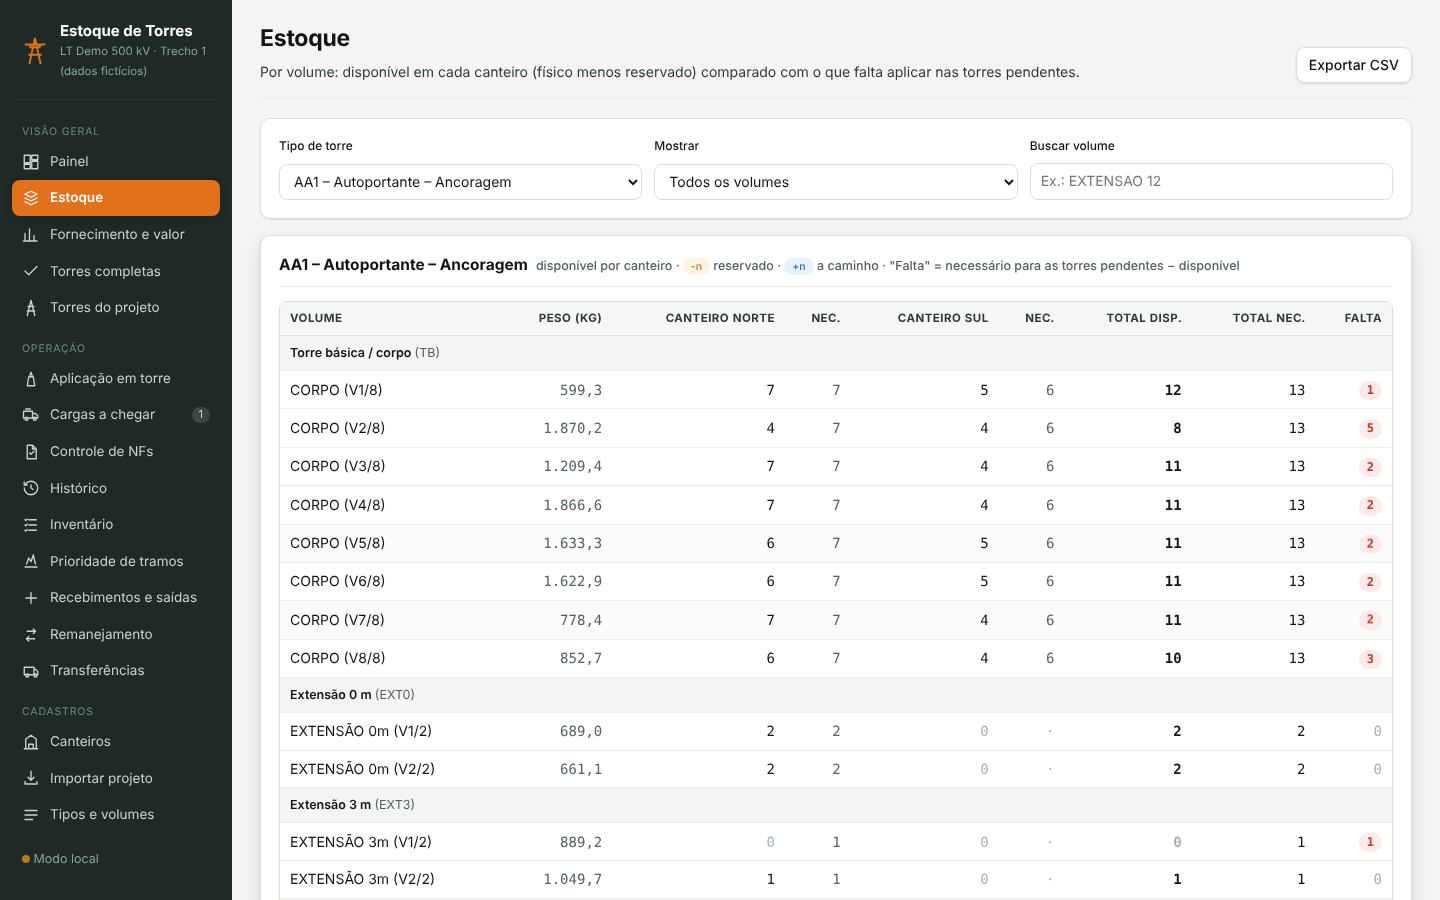 Estoque de Torres
LT Demo 500 kV · Trecho 1
(dados fictícios)
VISÃO GERAL
Painel
Estoque
Fornecimento e valor
Torres completas
Torres do projeto
OPERAÇÃO
Aplicação em torre
Cargas a chegar 1
Controle de NFs
Histórico
Inventário
Prioridade de tramos
Recebimentos e saídas
Remanejamento
Transferências
CADASTROS
Canteiros
Importar projeto
Tipos e volumes
Modo local
Estoque
Por volume: disponível em cada canteiro (físico menos reservado) comparado com o que falta aplicar nas torres pendentes.
Exportar CSV
Tipo de torre Mostrar Buscar volume
AA1 – Autoportante – Ancoragem Todos os volumes Ex.: EXTENSAO 12
AA1 – Autoportante – Ancoragem disponível por canteiro · -n reservado · +n a caminho · "Falta" = necessário para as torres pendentes − disponível
VOLUME PESO (KG) CANTEIRO NORTE NEC. CANTEIRO SUL NEC. TOTAL DISP. TOTAL NEC. FALTA
Torre básica / corpo (TB)
CORPO (V1/8) 599,3 7 7 5 6 12 13 1
CORPO (V2/8) 1.870,2 4 7 4 6 8 13 5
CORPO (V3/8) 1.209,4 7 7 4 6 11 13 2
CORPO (V4/8) 1.866,6 7 7 4 6 11 13 2
CORPO (V5/8) 1.633,3 6 7 5 6 11 13 2
CORPO (V6/8) 1.622,9 6 7 5 6 11 13 2
CORPO (V7/8) 778,4 7 7 4 6 11 13 2
CORPO (V8/8) 852,7 6 7 4 6 10 13 3
Extensão 0 m (EXT0)
EXTENSÃO 0m (V1/2) 689,0 2 2 0 · 2 2 0
EXTENSÃO 0m (V2/2) 661,1 2 2 0 · 2 2 0
Extensão 3 m (EXT3)
EXTENSÃO 3m (V1/2) 889,2 0 1 0 · 0 1 1
EXTENSÃO 3m (V2/2) 1.049,7 1 1 0 · 1 1 0